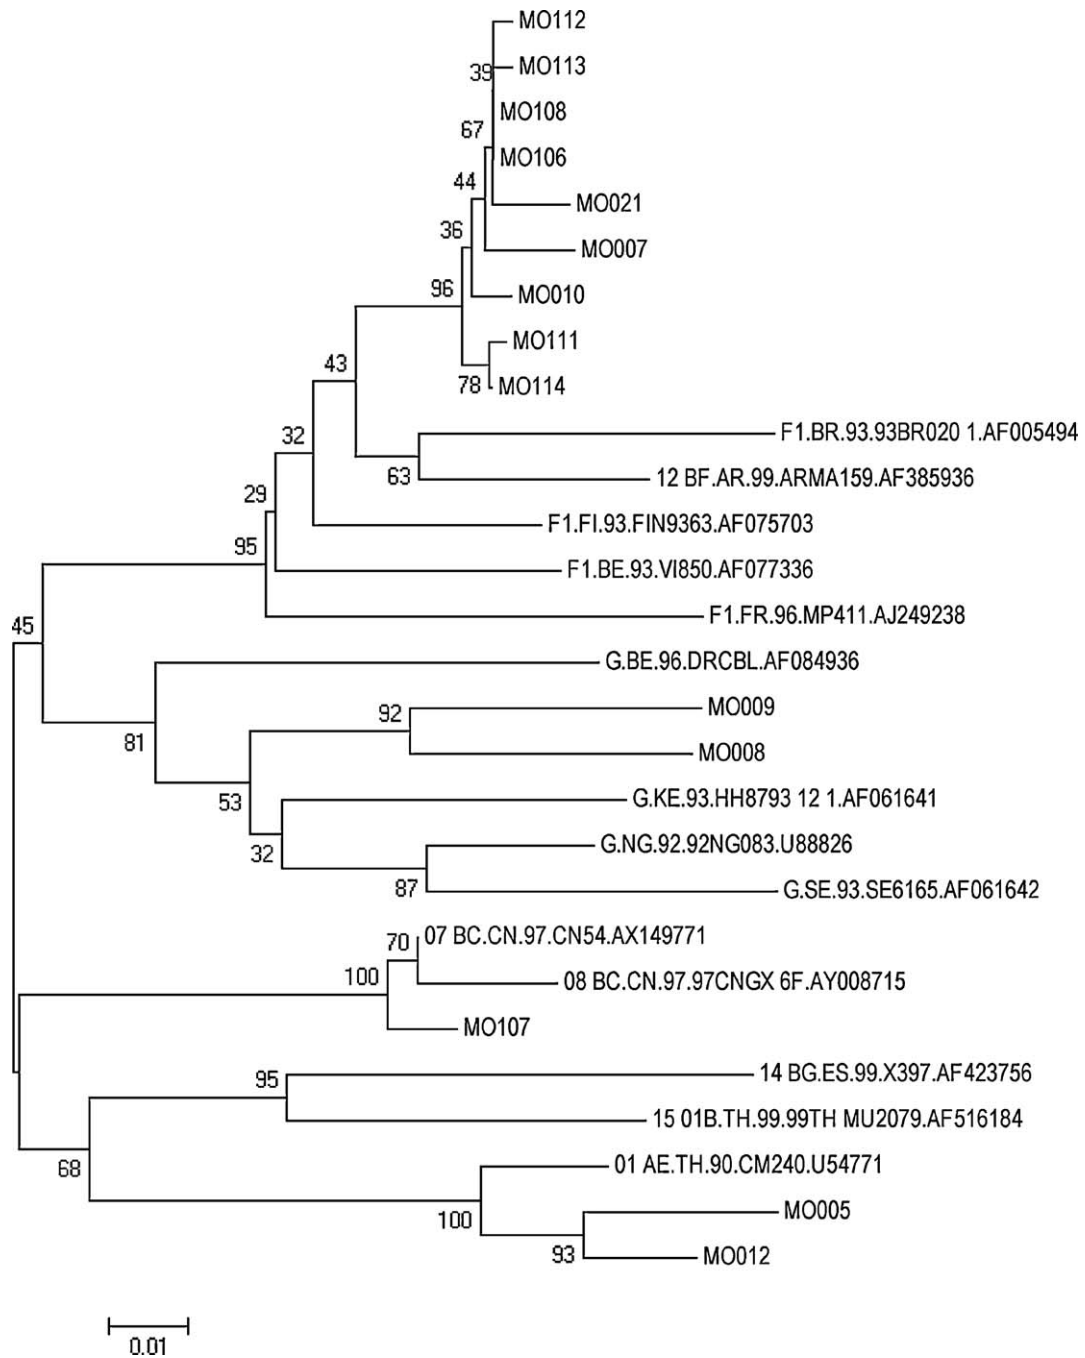 MO112
MO113
39
MO108
67
MO106
44
MO021
36
MO007
96
MO010
MO111
43
78
MO114
32
F1.BR.93.93BR020 1.AF005494
63
12 BF.AR.99.ARMA159.AF385936
29
F1.FI.93.FIN9363.AF075703
95
F1.BE.93.VI850.AF077336
F1.FR.96.MP411.AJ249238
45
G.BE.96.DRCBL.AF084936
92
MO009
81
MO008
53
G.KE.93.HH8793 12 1.AF061641
32
G.NG.92.92NG083.U88826
87
G.SE.93.SE6165.AF061642
70
07 BC.CN.97.CN54.AX149771
100
08 BC.CN.97.97CNGX 6F.AY008715
MO107
95
14 BG.ES.99.X397.AF423756
15 01B.TH.99.99TH MU2079.AF516184
68
01 AE.TH.90.CM240.U54771
100
MO005
93
MO012
0.01